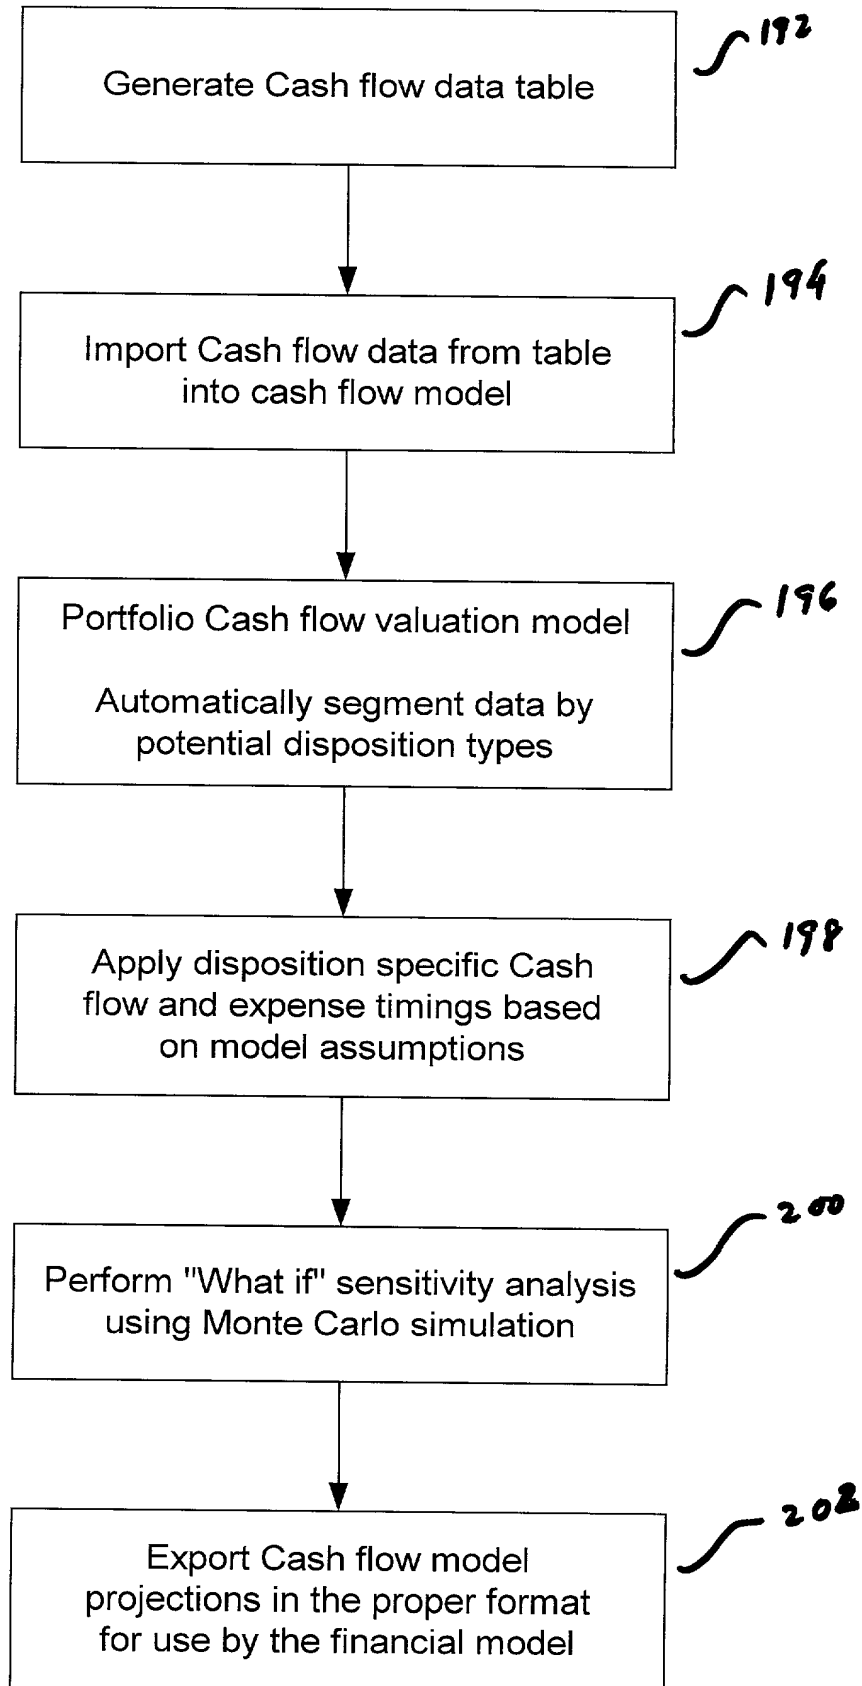 Generate Cash flow data table
192
Import Cash flow data from table
into cash flow model
194
Portfolio Cash flow valuation model
Automatically segment data by
potential disposition types
196
Apply disposition specific Cash
flow and expense timings based
on model assumptions
198
Perform "What if" sensitivity analysis
using Monte Carlo simulation
200
Export Cash flow model
projections in the proper format
for use by the financial model
202